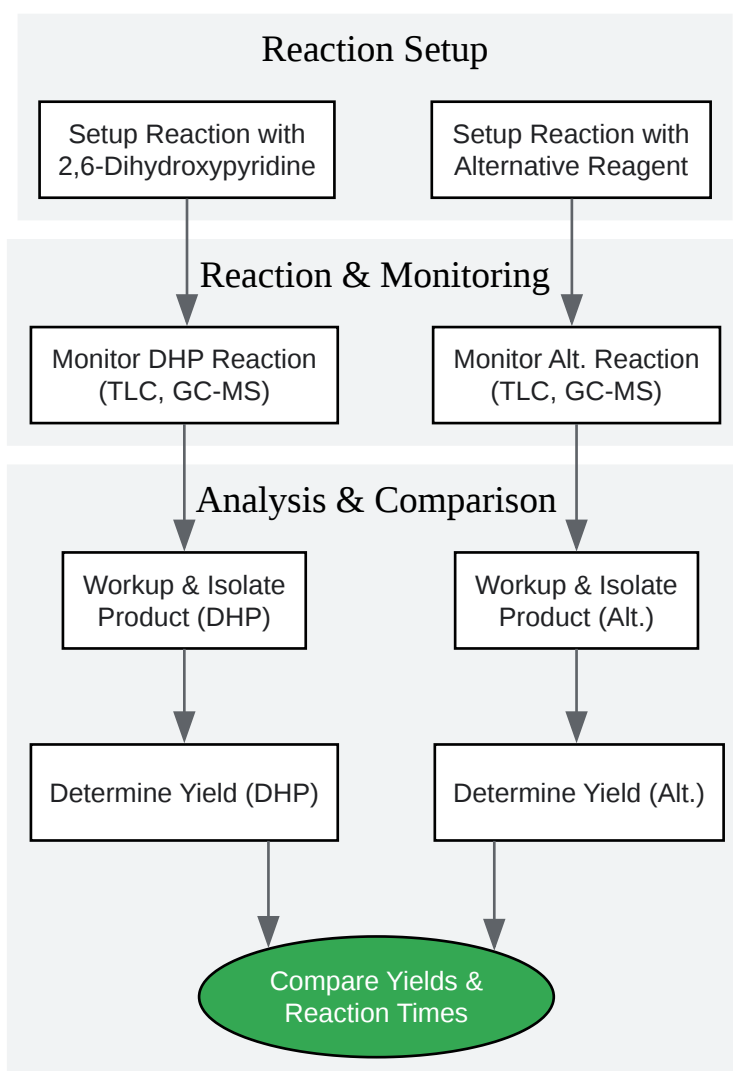 Reaction Setup
Setup Reaction with
2,6-Dihydroxypyridine
Setup Reaction with
Alternative Reagent
Reaction & Monitoring
Monitor DHP Reaction
(TLC, GC-MS)
Monitor Alt. Reaction
(TLC, GC-MS)
Analysis & Comparison
Workup & Isolate
Product (DHP)
Workup & Isolate
Product (Alt.)
Determine Yield (DHP)
Determine Yield (Alt.)
Compare Yields &
Reaction Times